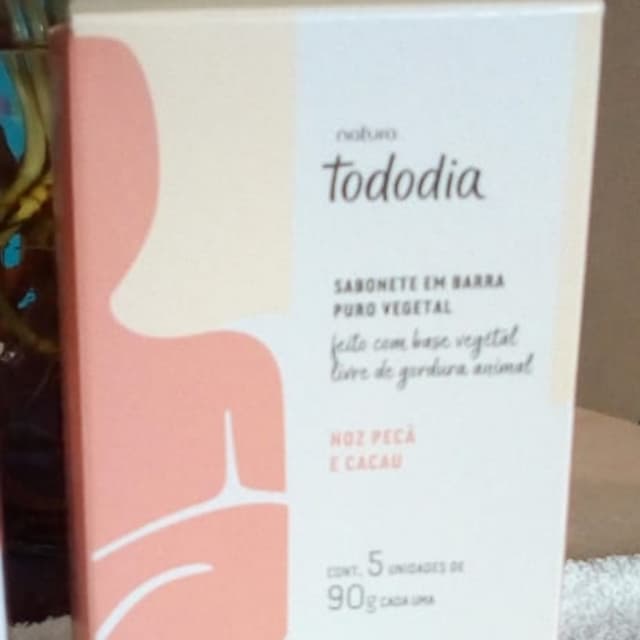 natura
tododia
SABONETE EM BARRA
PURO VEGETAL
feito com base vegetal
livre de gordura animal
NOZ PECÃ
E CACAU
CONT. 5 UNIDADES DE
90g CADA UMA